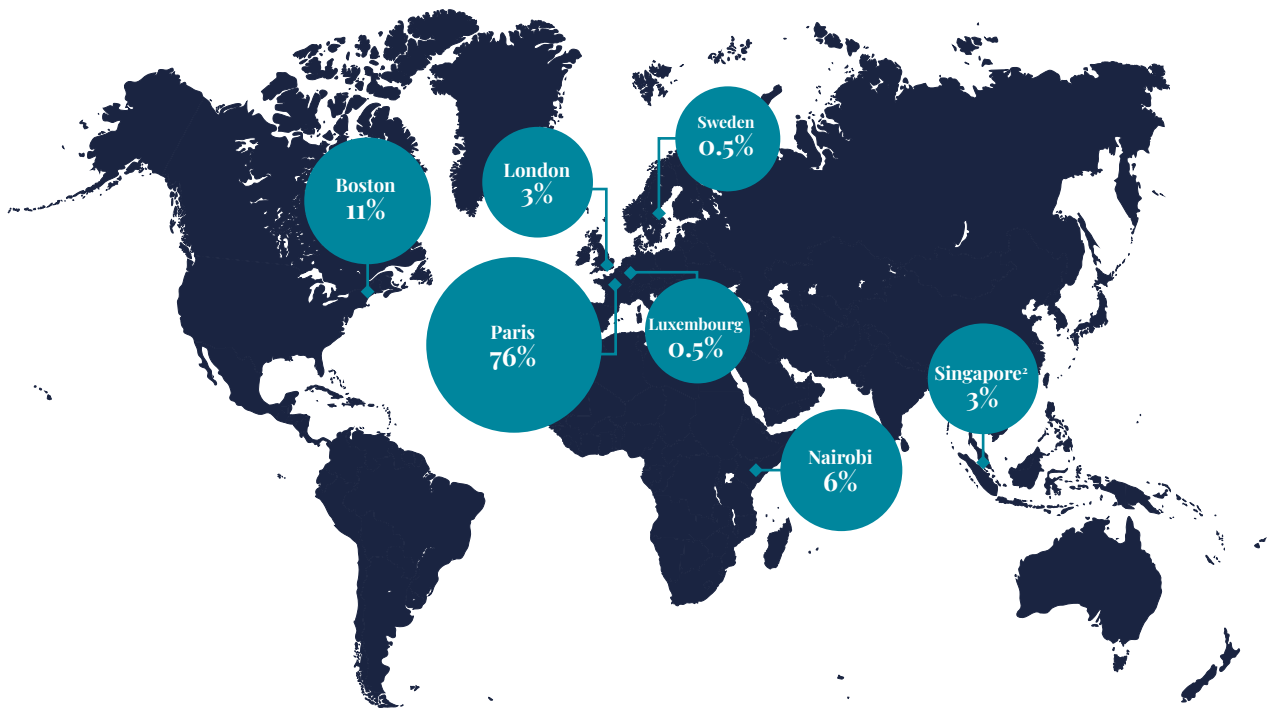 Sweden
0.5%
London
3%
Boston
11%
Paris
76%
Luxembourg
0.5%
Singapore²
3%
Nairobi
6%